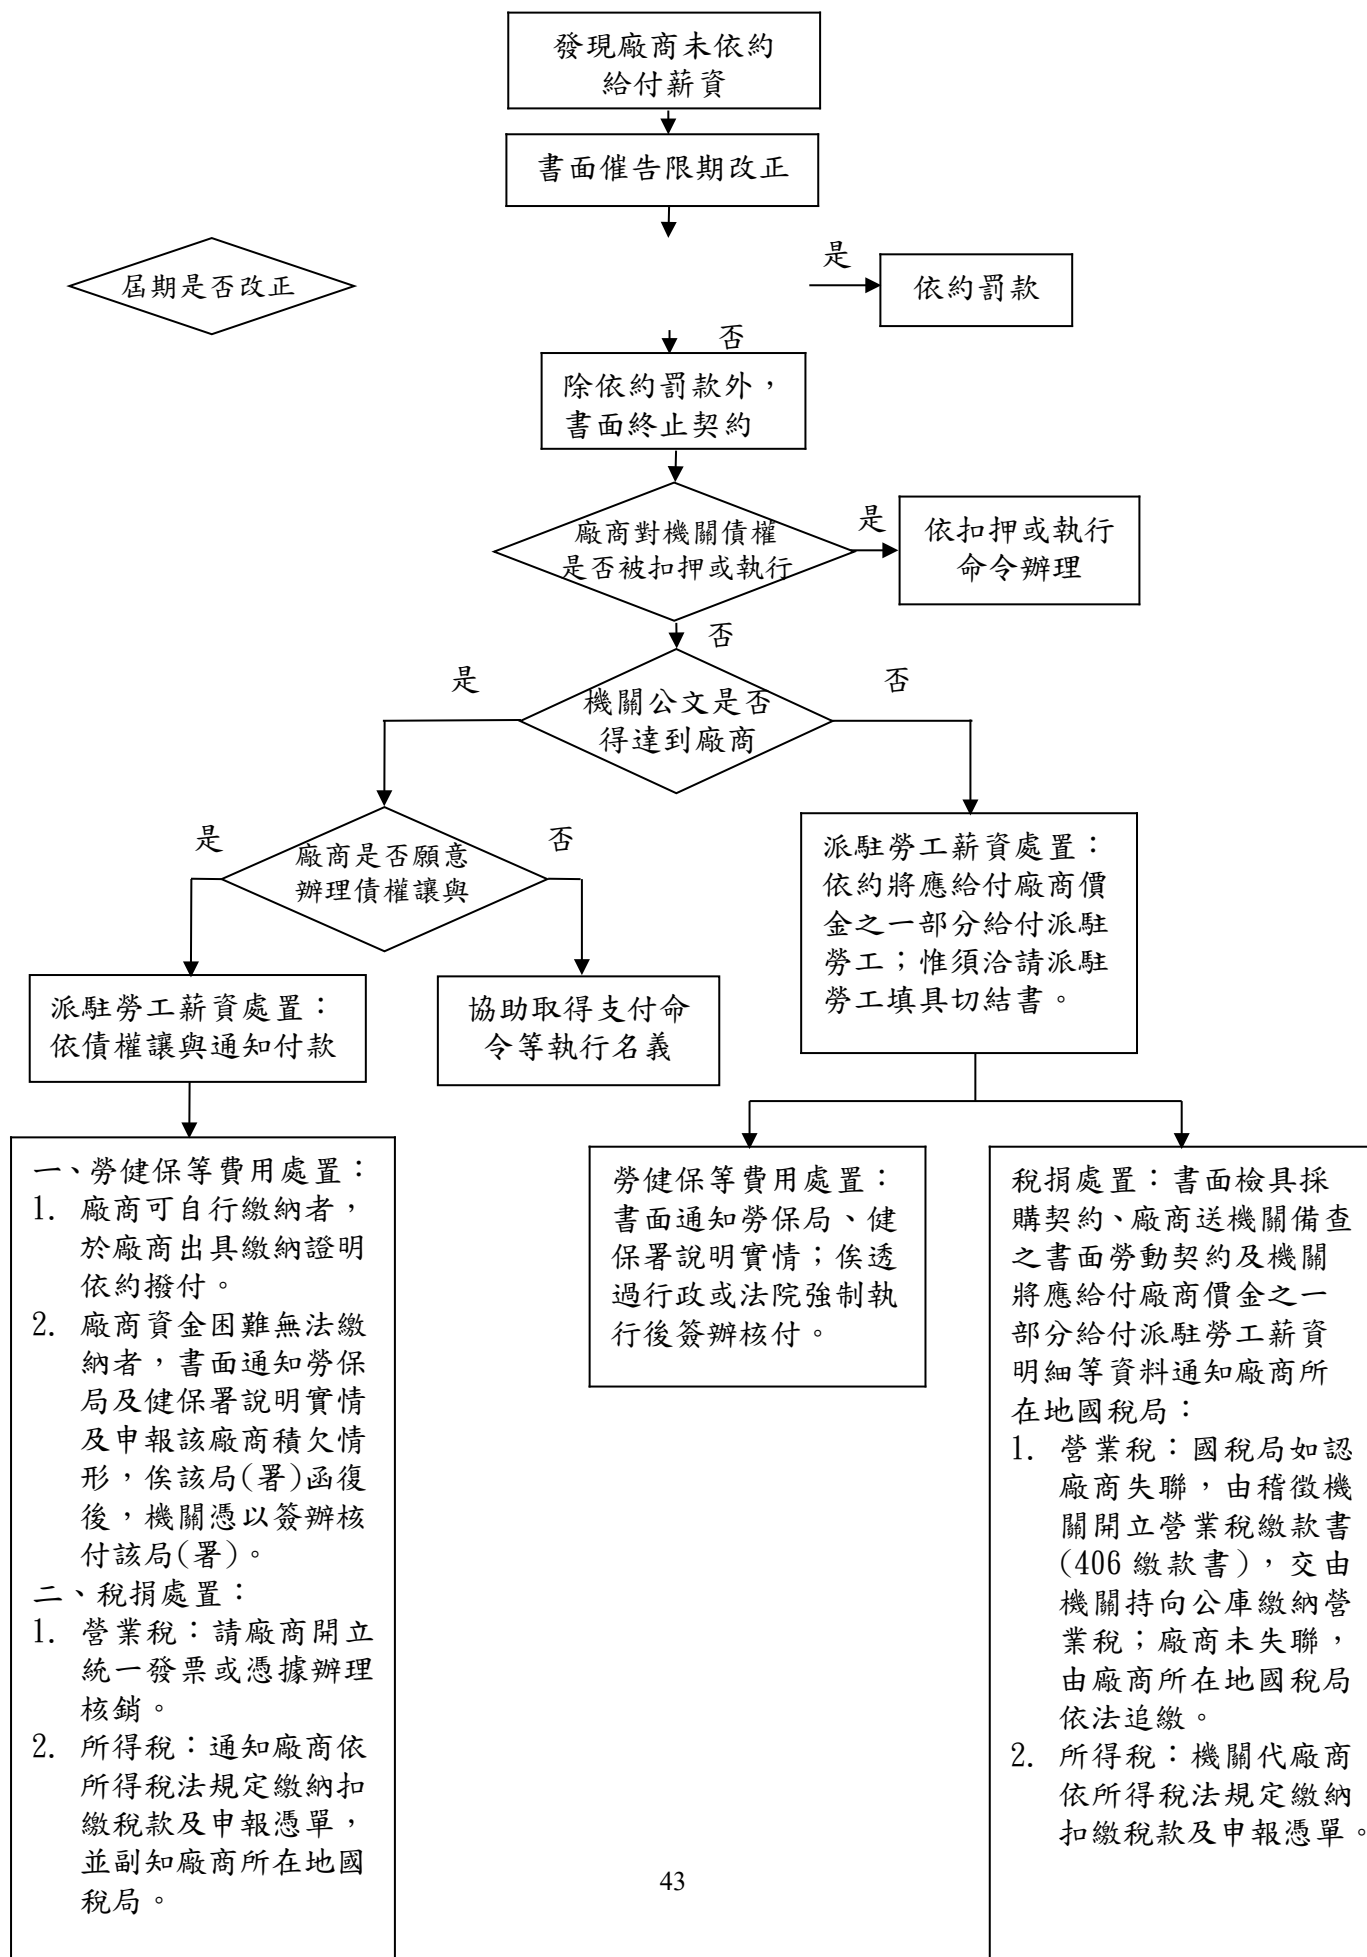 發現廠商未依約
給付薪資
書面催告限期改正
屆期是否改正
是
依約罰款
否
除依約罰款外，
書面終止契約
廠商對機關債權
是否被扣押或執行
是
依扣押或執行
命令辦理
否
機關公文是否
得達到廠商
是
否
廠商是否願意
辦理債權讓與
是
否
派駐勞工薪資處置：
依債權讓與通知付款
協助取得支付命
令等執行名義
派駐勞工薪資處置：
依約將應給付廠商價
金之一部分給付派駐
勞工；惟須洽請派駐
勞工填具切結書。
一、勞健保等費用處置：
1. 廠商可自行繳納者，
於廠商出具繳納證明
依約撥付。
2. 廠商資金困難無法繳
納者，書面通知勞保
局及健保署說明實情
及申報該廠商積欠情
形，俟該局(署)函復
後，機關憑以簽辦核
付該局(署)。
二、稅捐處置：
1. 營業稅：請廠商開立
統一發票或憑據辦理
核銷。
2. 所得稅：通知廠商依
所得稅法規定繳納扣
繳稅款及申報憑單，
並副知廠商所在地國
稅局。
勞健保等費用處置：
書面通知勞保局、健
保署說明實情；俟透
過行政或法院強制執
行後簽辦核付。
稅捐處置：書面檢具採
購契約、廠商送機關備查
之書面勞動契約及機關
將應給付廠商價金之一
部分給付派駐勞工薪資
明細等資料通知廠商所
在地國稅局：
1. 營業稅：國稅局如認
廠商失聯，由稽徵機
關開立營業稅繳款書
(406 繳款書)，交由
機關持向公庫繳納營
業稅；廠商未失聯，
由廠商所在地國稅局
依法追繳。
2. 所得稅：機關代廠商
依所得稅法規定繳納
扣繳稅款及申報憑單。
43